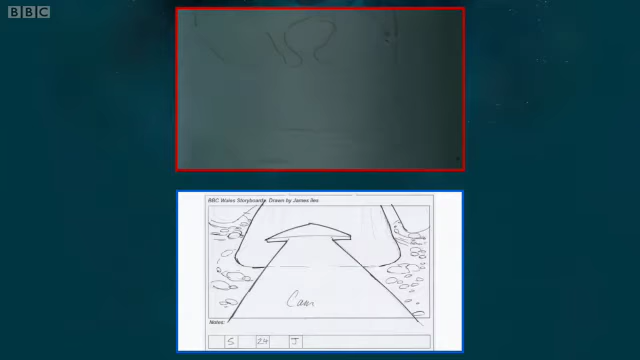 BBC
BBC Wales Storyboards Drawn by James Iles
Cam
Notes:
S 24 J